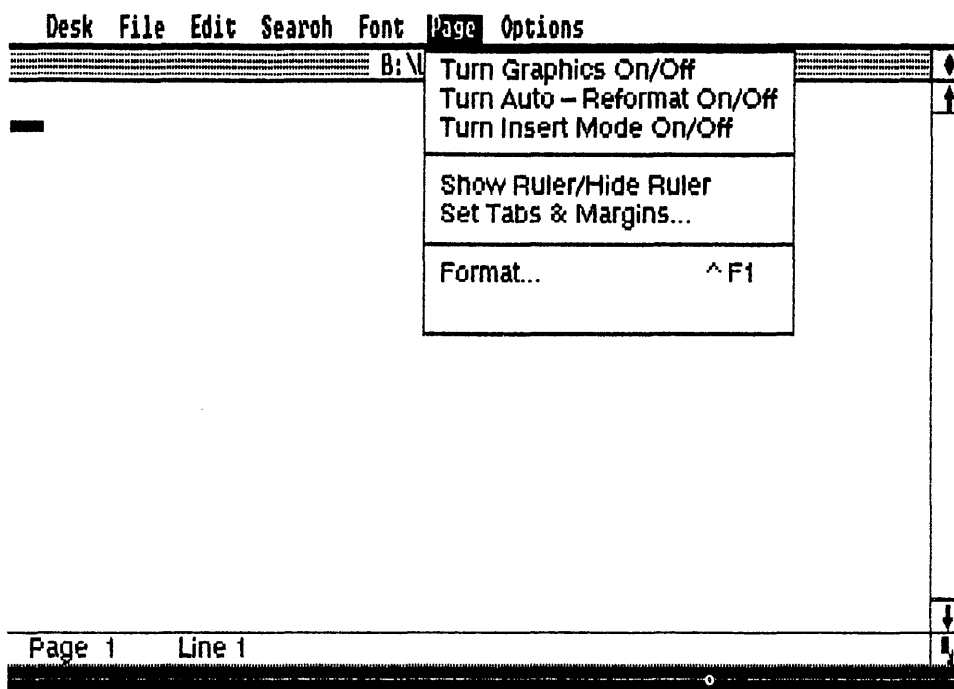 Desk File Edit Search Font Page Options
B:\
Turn Graphics On/Off
Turn Auto – Reformat On/Off
Turn Insert Mode On/Off
Show Ruler/Hide Ruler
Set Tabs & Margins...
Format... ^F1
Page 1 Line 1